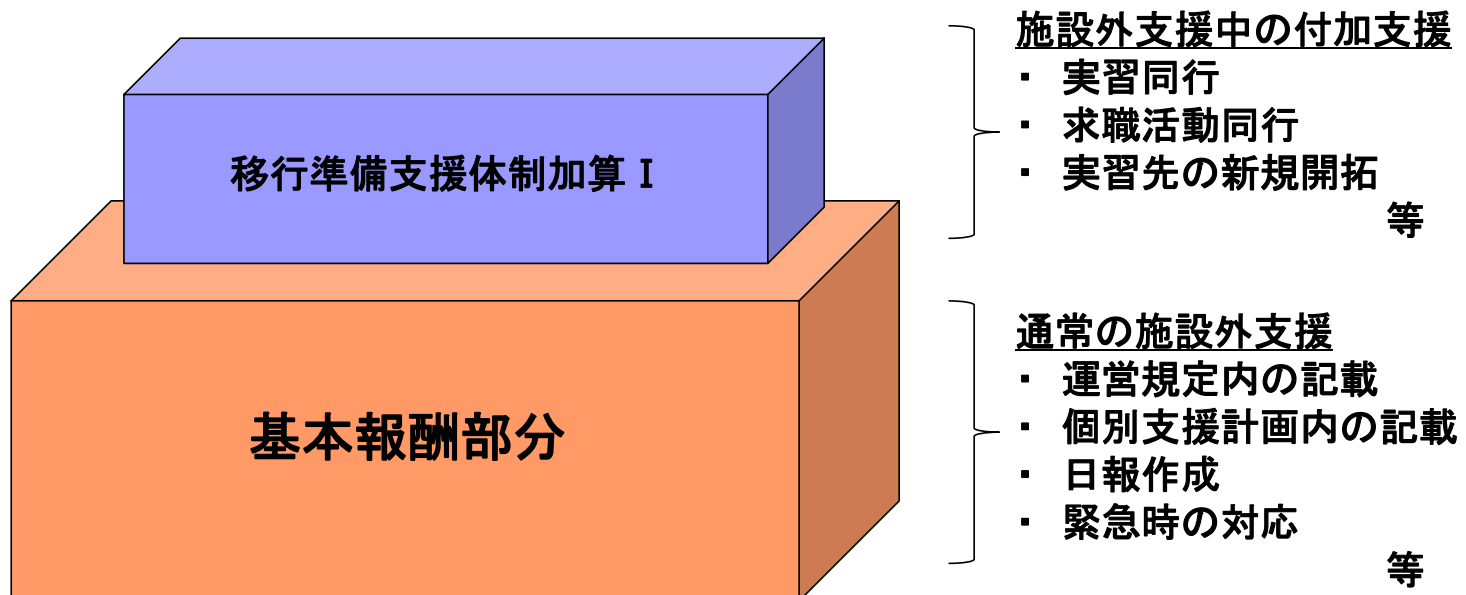 移行準備支援体制加算Ⅰ
基本報酬部分
施設外支援中の付加支援
・ 実習同行
・ 求職活動同行
・ 実習先の新規開拓
等
通常の施設外支援
・ 運営規定内の記載
・ 個別支援計画内の記載
・ 日報作成
・ 緊急時の対応
等